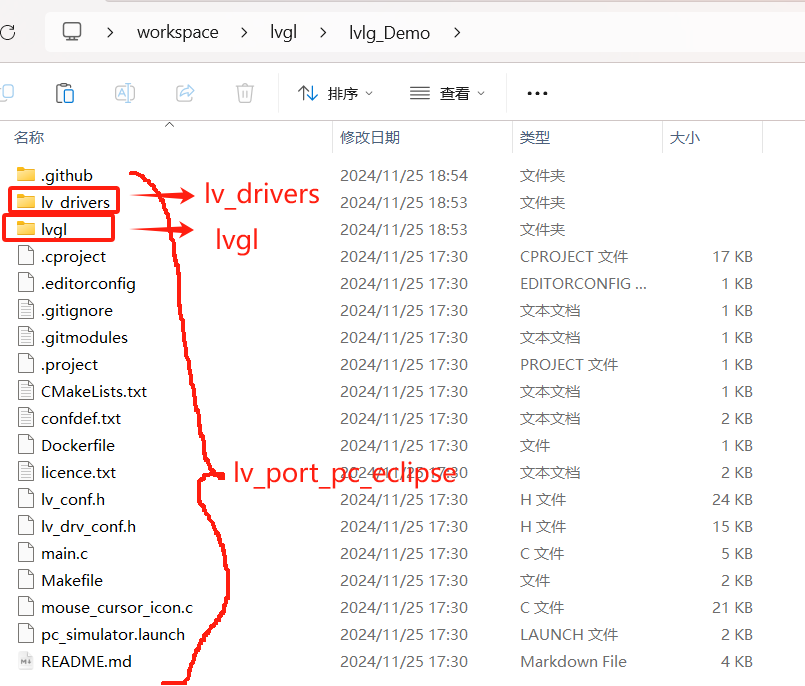 workspace > lvgl > lvlg_Demo >
排序 查看 •••
名称 修改日期 类型 大小
.github 2024/11/25 18:54 文件夹
lv_drivers 2024/11/25 18:53 文件夹
lv_drivers
lvgl 2024/11/25 18:53 文件夹
lvgl
.cproject 2024/11/25 17:30 CPROJECT 文件 17 KB
.editorconfig 2024/11/25 17:30 EDITORCONFIG ... 1 KB
.gitignore 2024/11/25 17:30 文本文档 1 KB
.gitmodules 2024/11/25 17:30 文本文档 1 KB
.project 2024/11/25 17:30 PROJECT 文件 1 KB
CMakeLists.txt 2024/11/25 17:30 文本文档 1 KB
confdef.txt 2024/11/25 17:30 文本文档 2 KB
Dockerfile 2024/11/25 17:30 文件 1 KB
licence.txt 2024/11/25 17:30 文本文档 2 KB
lv_port_pc_eclipse
lv_conf.h 2024/11/25 17:30 H 文件 24 KB
lv_drv_conf.h 2024/11/25 17:30 H 文件 15 KB
main.c 2024/11/25 17:30 C 文件 5 KB
Makefile 2024/11/25 17:30 文件 2 KB
mouse_cursor_icon.c 2024/11/25 17:30 C 文件 21 KB
pc_simulator.launch 2024/11/25 17:30 LAUNCH 文件 2 KB
README.md 2024/11/25 17:30 Markdown File 4 KB